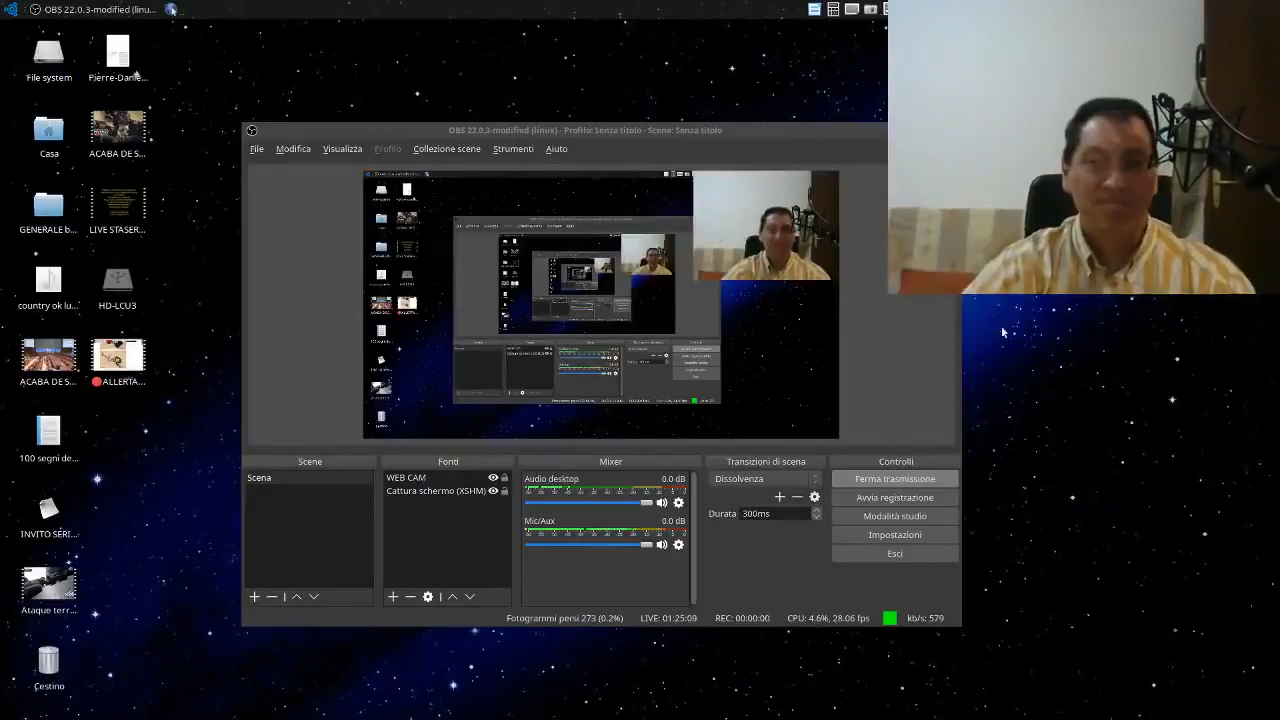 OBS 22.0.3-modified (linu...
File system
Pierre-Danie...
Casa
ACABA DE S...
GENERALE b...
LIVE STASER...
country ok lu...
HD-LCU3
ACABA DE S...
ALLERTA...
100 segni de...
INVITO SERI...
Ataque terr...
Cestino
OBS 22.0.3-modified (linux) - Profilo: Senza titolo - Scene: Senza titolo
File Modifica Visualizza Profilo Collezione scene Strumenti Aiuto
Scene
Scena
Fonti
WEB CAM
Cattura schermo (XSHM)
Mixer
Audio desktop 0.0 dB
Mic/Aux 0.0 dB
Transizioni di scena
Dissolvenza
Durata 300ms
Controlli
Ferma trasmissione
Avvia registrazione
Modalità studio
Impostazioni
Esci
Fotogrammi persi 273 (0.2%) LIVE: 01:25:09 REC: 00:00:00 CPU: 4.6%, 28.06 fps kb/s: 579